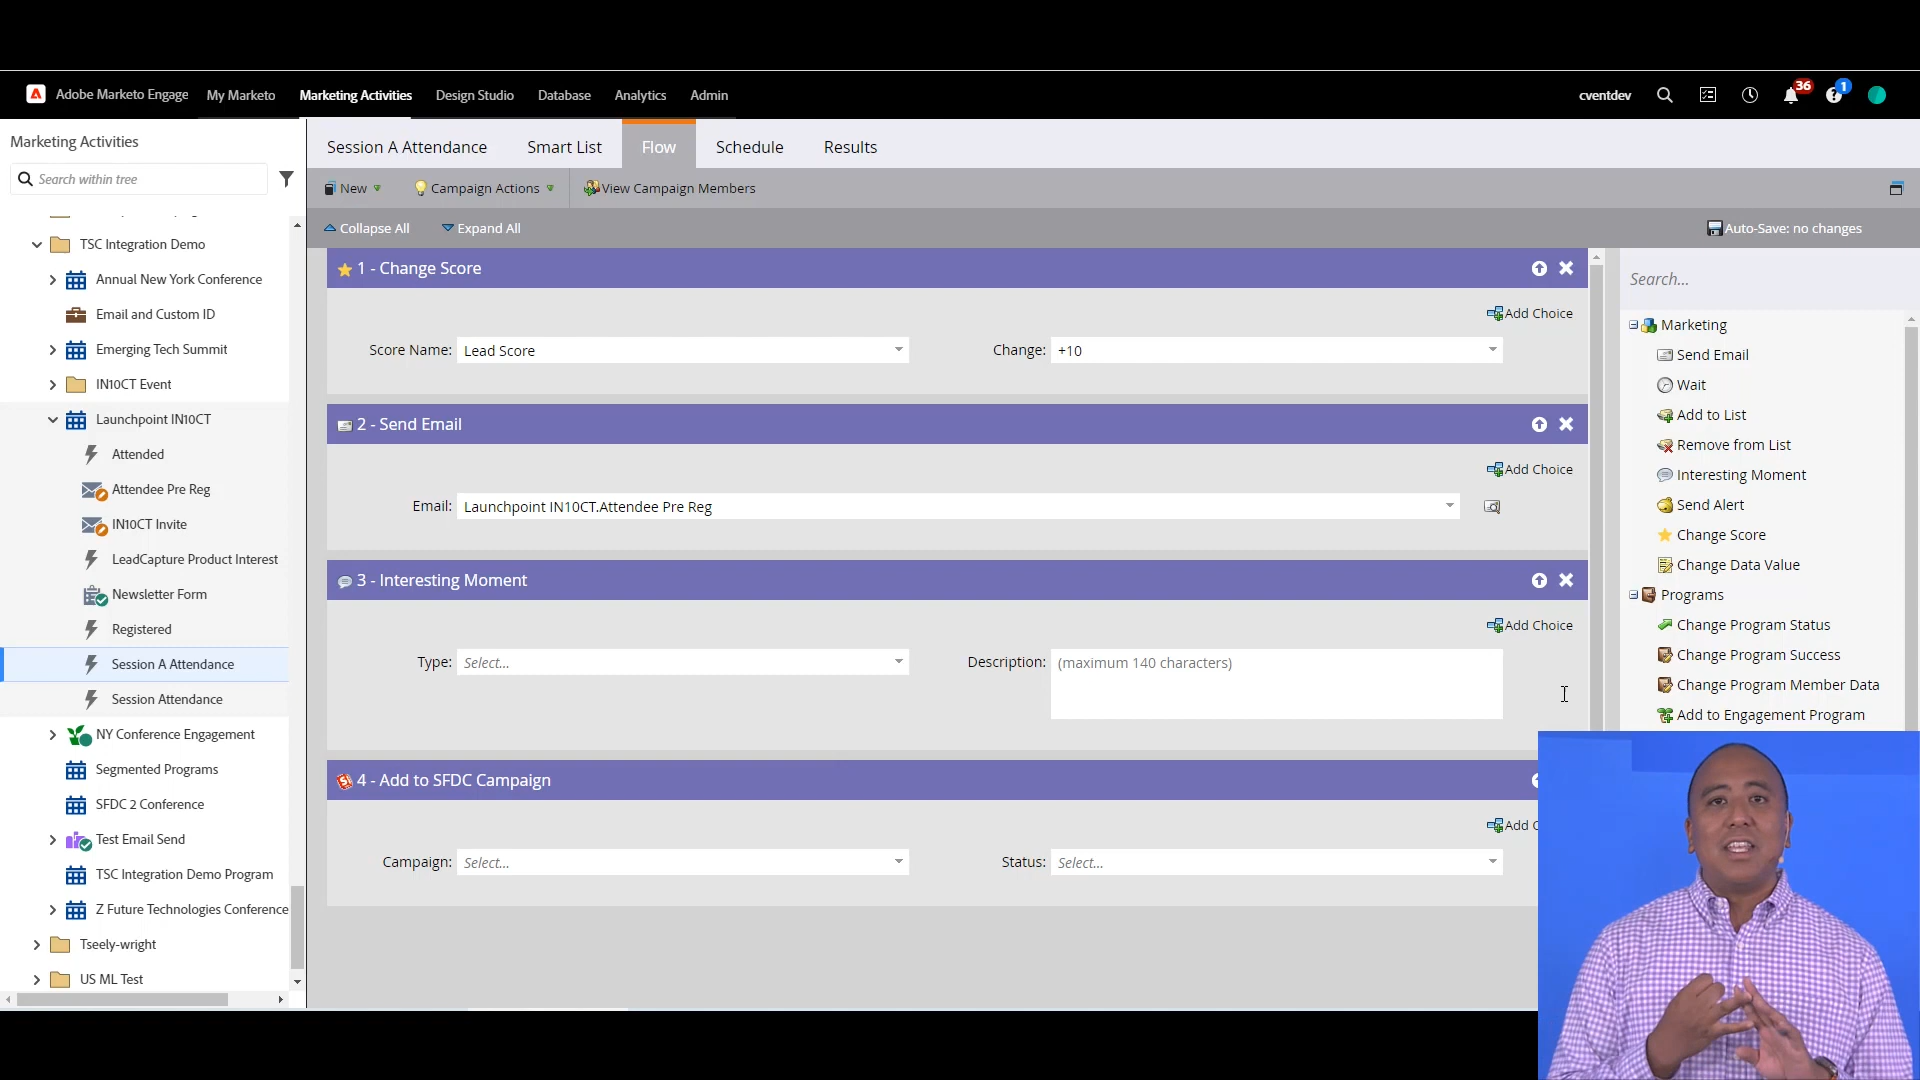 Adobe Marketo Engage
My Marketo
Marketing Activities
Design Studio
Database
Analytics
Admin
cventdev
36
1
Marketing Activities
Search within tree
TSC Integration Demo
Annual New York Conference
Email and Custom ID
Emerging Tech Summit
IN10CT Event
Launchpoint IN10CT
Attended
Attendee Pre Reg
IN10CT Invite
LeadCapture Product Interest
Newsletter Form
Registered
Session A Attendance
Session Attendance
NY Conference Engagement
Segmented Programs
SFDC 2 Conference
Test Email Send
TSC Integration Demo Program
Z Future Technologies Conference
Tseely-wright
US ML Test
Session A Attendance
Smart List
Flow
Schedule
Results
New
Campaign Actions
View Campaign Members
Collapse All
Expand All
Auto-Save: no changes
1 - Change Score
Add Choice
Score Name: Lead Score
Change: +10
2 - Send Email
Add Choice
Email: Launchpoint IN10CT.Attendee Pre Reg
3 - Interesting Moment
Add Choice
Type: Select...
Description: (maximum 140 characters)
4 - Add to SFDC Campaign
Add
Campaign: Select...
Status: Select...
Search...
Marketing
Send Email
Wait
Add to List
Remove from List
Interesting Moment
Send Alert
Change Score
Change Data Value
Programs
Change Program Status
Change Program Success
Change Program Member Data
Add to Engagement Program